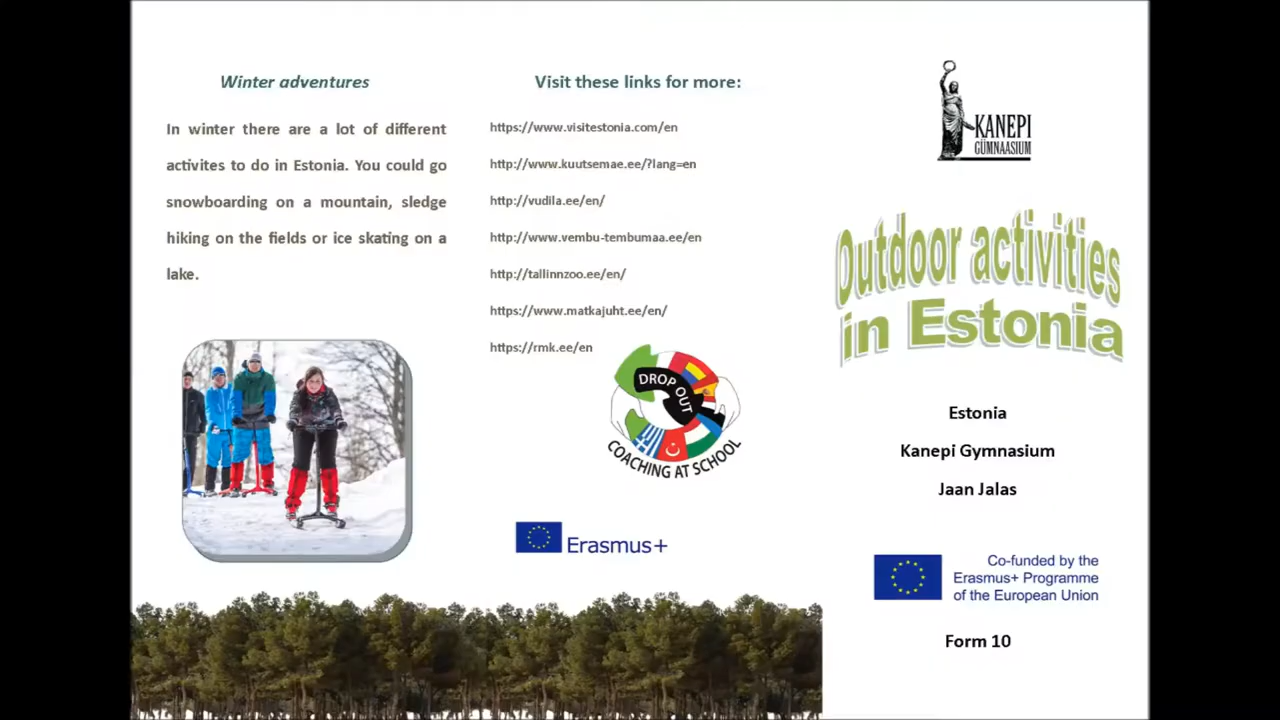 Winter adventures
In winter there are a lot of different
activites to do in Estonia. You could go
snowboarding on a mountain, sledge
hiking on the fields or ice skating on a
lake.
Visit these links for more:
https://www.visitestonia.com/en
http://www.kuutsemae.ee/?lang=en
http://vudila.ee/en/
http://www.vembu-tembumaa.ee/en
http://tallinnzoo.ee/en/
https://www.matkajuht.ee/en/
https://rmk.ee/en
DROP OUT
COACHING AT SCHOOL
Erasmus+
KANEPI
GÜMNAASIUM
Outdoor activities
in Estonia
Estonia
Kanepi Gymnasium
Jaan Jalas
Co-funded by the
Erasmus+ Programme
of the European Union
Form 10